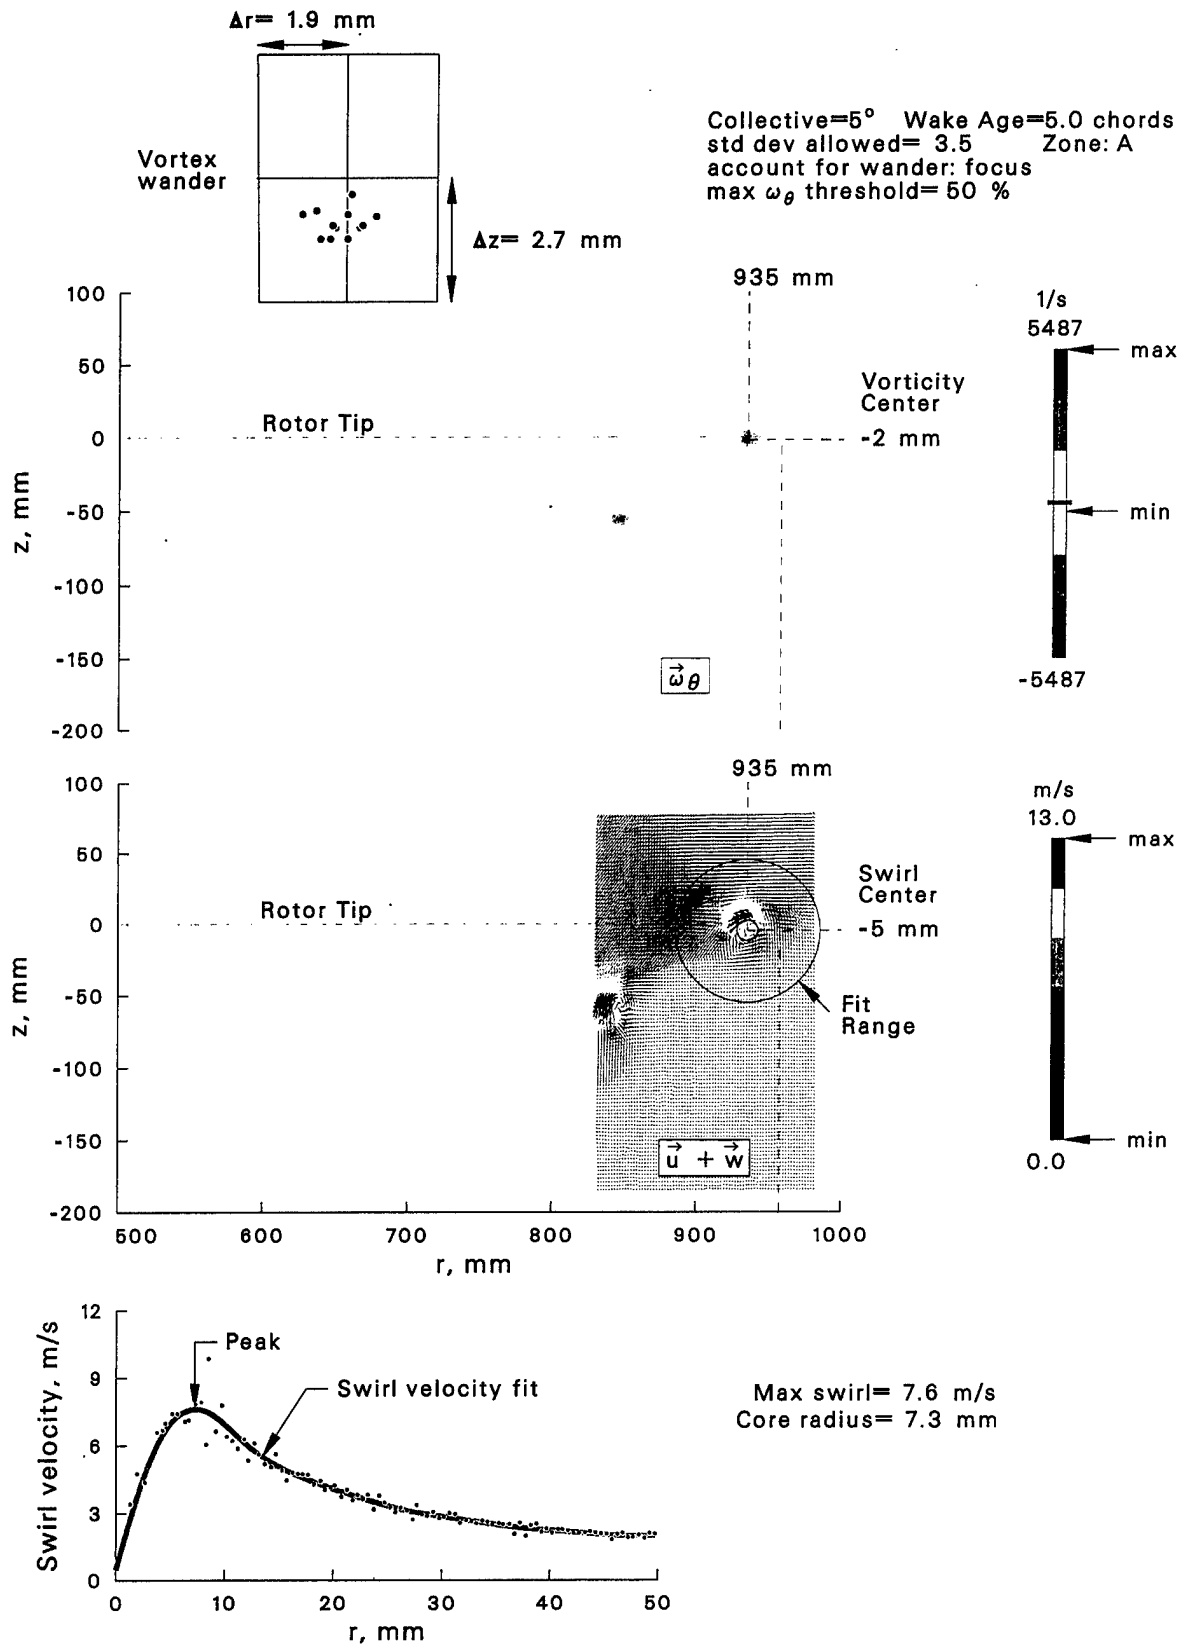 Δr= 1.9 mm
Vortex
wander
Δz= 2.7 mm
Collective=5° Wake Age=5.0 chords
std dev allowed= 3.5 Zone: A
account for wander: focus
max ω_θ threshold= 50 %
935 mm
100
50
0
-50
-100
-150
-200
z, mm
Rotor Tip
Vorticity
Center
-2 mm
ω⃗_θ
1/s
5487
max
min
-5487
935 mm
100
50
0
-50
-100
-150
-200
z, mm
Rotor Tip
Swirl
Center
-5 mm
Fit
Range
u⃗ + w⃗
m/s
13.0
max
min
0.0
500 600 700 800 900 1000
r, mm
12
9
6
3
0
Swirl velocity, m/s
Peak
Swirl velocity fit
Max swirl= 7.6 m/s
Core radius= 7.3 mm
0 10 20 30 40 50
r, mm